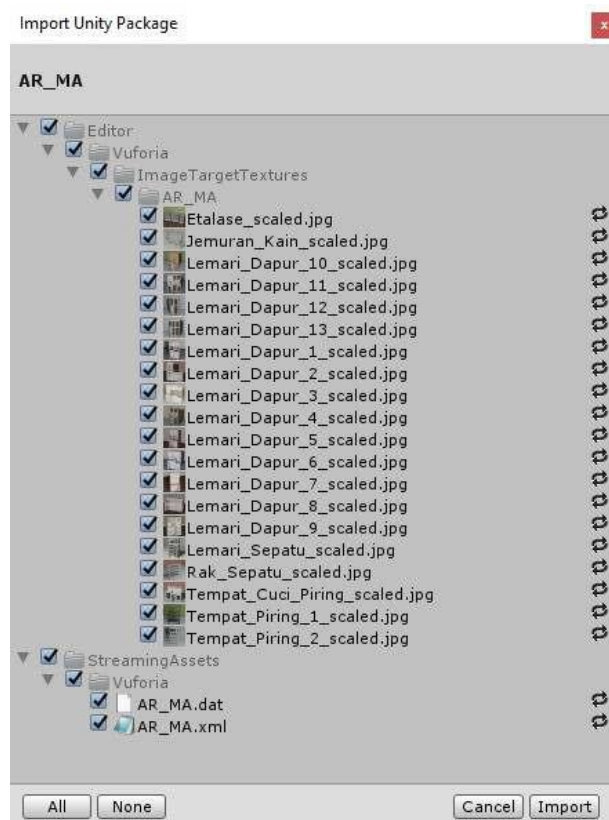 Import Unity Package
x
AR_MA
Editor
Vuforia
ImageTargetTextures
AR_MA
Etalase_scaled.jpg
Jemuran_Kain_scaled.jpg
Lemari_Dapur_10_scaled.jpg
Lemari_Dapur_11_scaled.jpg
Lemari_Dapur_12_scaled.jpg
Lemari_Dapur_13_scaled.jpg
Lemari_Dapur_1_scaled.jpg
Lemari_Dapur_2_scaled.jpg
Lemari_Dapur_3_scaled.jpg
Lemari_Dapur_4_scaled.jpg
Lemari_Dapur_5_scaled.jpg
Lemari_Dapur_6_scaled.jpg
Lemari_Dapur_7_scaled.jpg
Lemari_Dapur_8_scaled.jpg
Lemari_Dapur_9_scaled.jpg
Lemari_Sepatu_scaled.jpg
Rak_Sepatu_scaled.jpg
Tempat_Cuci_Piring_scaled.jpg
Tempat_Piring_1_scaled.jpg
Tempat_Piring_2_scaled.jpg
StreamingAssets
Vuforia
AR_MA.dat
AR_MA.xml
All None Cancel Import